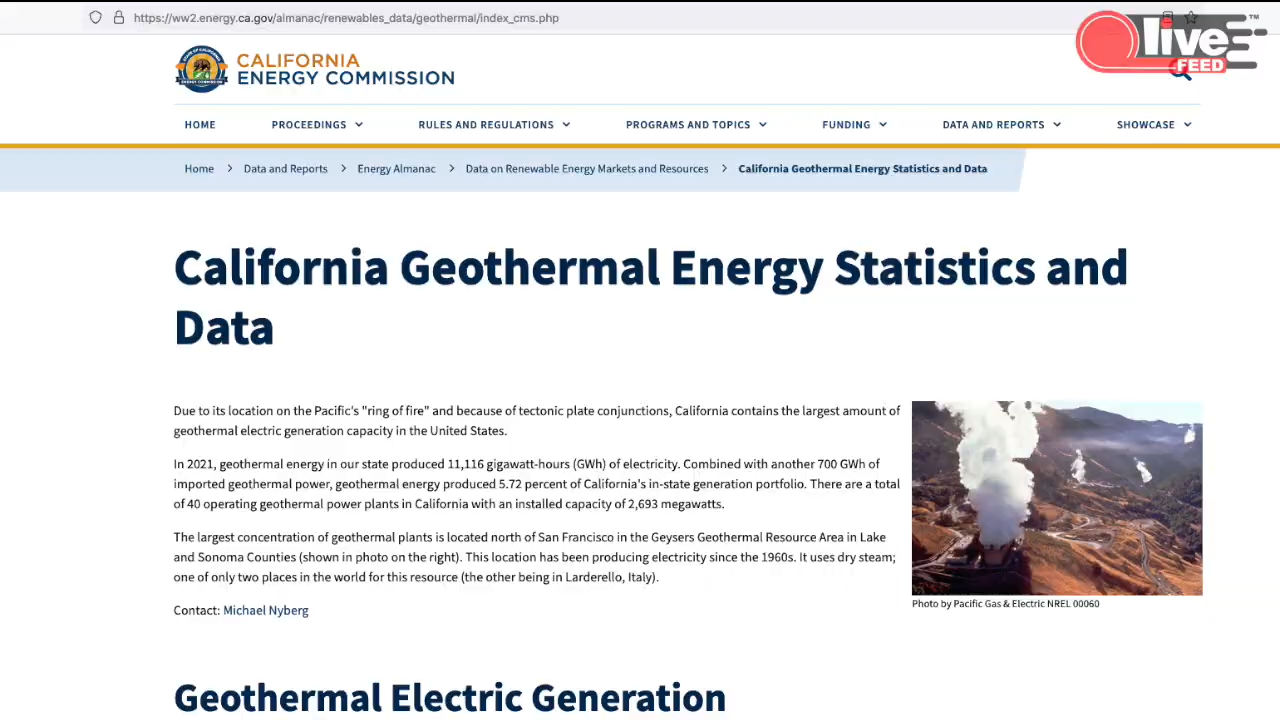 https://ww2.energy.ca.gov/almanac/renewables_data/geothermal/index_cms.php
live
FEED
TM
CALIFORNIA
ENERGY COMMISSION
HOME PROCEEDINGS RULES AND REGULATIONS PROGRAMS AND TOPICS FUNDING DATA AND REPORTS SHOWCASE
Home > Data and Reports > Energy Almanac > Data on Renewable Energy Markets and Resources > California Geothermal Energy Statistics and Data
California Geothermal Energy Statistics and
Data
Due to its location on the Pacific's "ring of fire" and because of tectonic plate conjunctions, California contains the largest amount of
geothermal electric generation capacity in the United States.
In 2021, geothermal energy in our state produced 11,116 gigawatt-hours (GWh) of electricity. Combined with another 700 GWh of
imported geothermal power, geothermal energy produced 5.72 percent of California's in-state generation portfolio. There are a total
of 40 operating geothermal power plants in California with an installed capacity of 2,693 megawatts.
The largest concentration of geothermal plants is located north of San Francisco in the Geysers Geothermal Resource Area in Lake
and Sonoma Counties (shown in photo on the right). This location has been producing electricity since the 1960s. It uses dry steam;
one of only two places in the world for this resource (the other being in Larderello, Italy).
Photo by Pacific Gas & Electric NREL 00060
Contact: Michael Nyberg
Geothermal Electric Generation